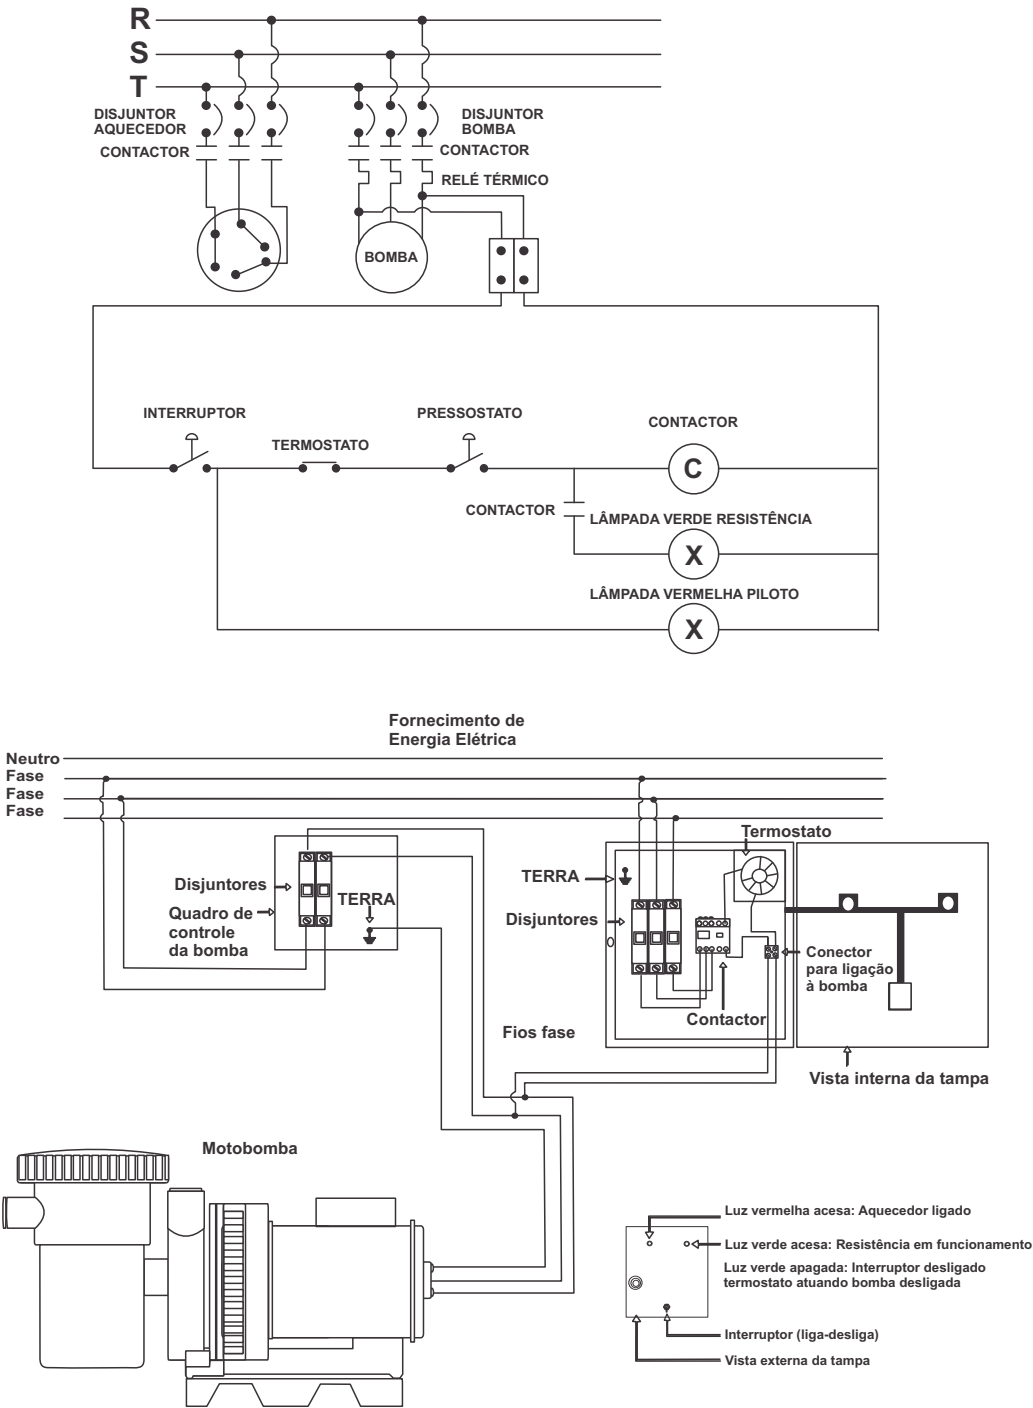 R
S
T
DISJUNTOR
AQUECEDOR
DISJUNTOR
BOMBA
CONTACTOR
CONTACTOR
RELÉ TÉRMICO
BOMBA
INTERRUPTOR
TERMOSTATO
PRESSOSTATO
CONTACTOR
C
CONTACTOR
LÂMPADA VERDE RESISTÊNCIA
X
LÂMPADA VERMELHA PILOTO
X
Fornecimento de
Energia Elétrica
Neutro
Fase
Fase
Fase
Disjuntores
Quadro de
controle
da bomba
TERRA
Termostato
TERRA
Disjuntores
Conector
para ligação
à bomba
Contactor
Fios fase
Vista interna da tampa
Motobomba
Luz vermelha acesa: Aquecedor ligado
Luz verde acesa: Resistência em funcionamento
Luz verde apagada: Interruptor desligado
termostato atuando bomba desligada
Interruptor (liga-desliga)
Vista externa da tampa